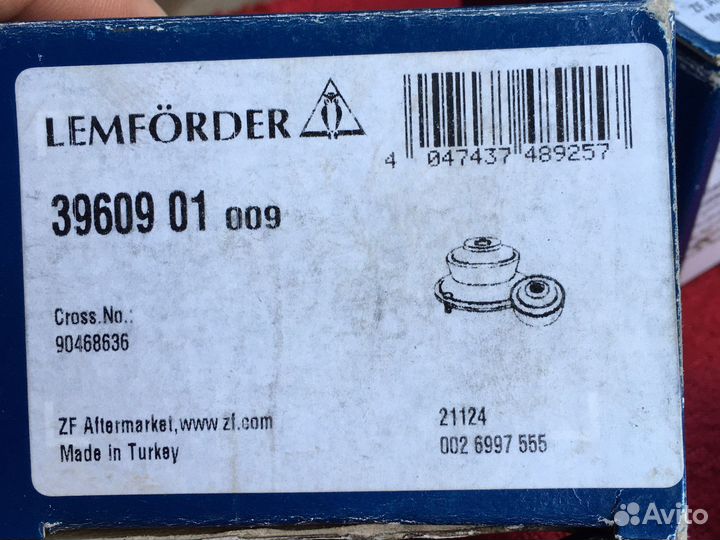 LEMFÖRDER
4 047437 489257
39609 01 009
Cross.No.:
90468636
ZF Aftermarket,www.zf.com
Made in Turkey
21124
002 6997 555
Avito